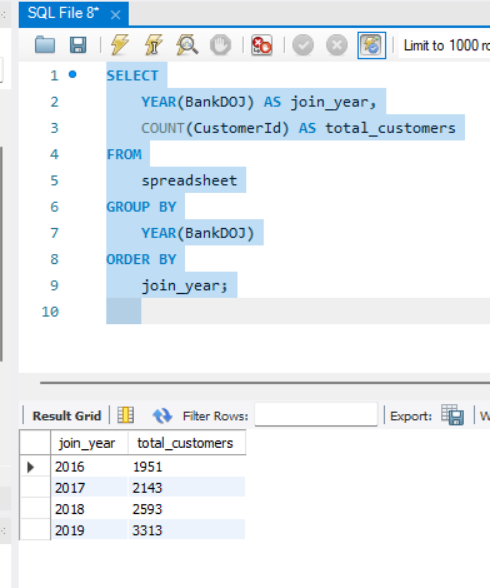 SQL File 8*
Limit to 1000 ro
1 SELECT
2 YEAR(BankDOJ) AS join_year,
3 COUNT(CustomerId) AS total_customers
4 FROM
5 spreadsheet
6 GROUP BY
7 YEAR(BankDOJ)
8 ORDER BY
9 join_year;
10
Result Grid Filter Rows: Export: W
join_year total_customers
2016 1951
2017 2143
2018 2593
2019 3313